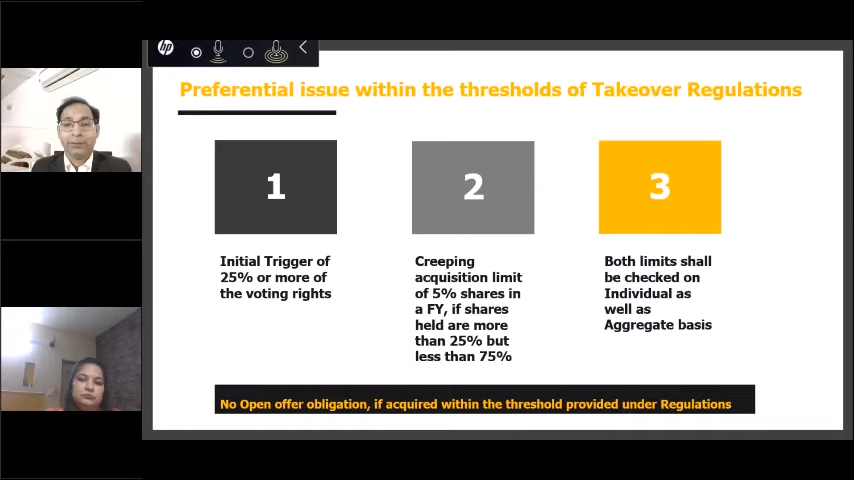 hp
Preferential issue within the thresholds of Takeover Regulations
1
2
3
Initial Trigger of
25% or more of
the voting rights
Creeping
acquisition limit
of 5% shares in
a FY, if shares
held are more
than 25% but
less than 75%
Both limits shall
be checked on
Individual as
well as
Aggregate basis
No Open offer obligation, if acquired within the threshold provided under Regulations